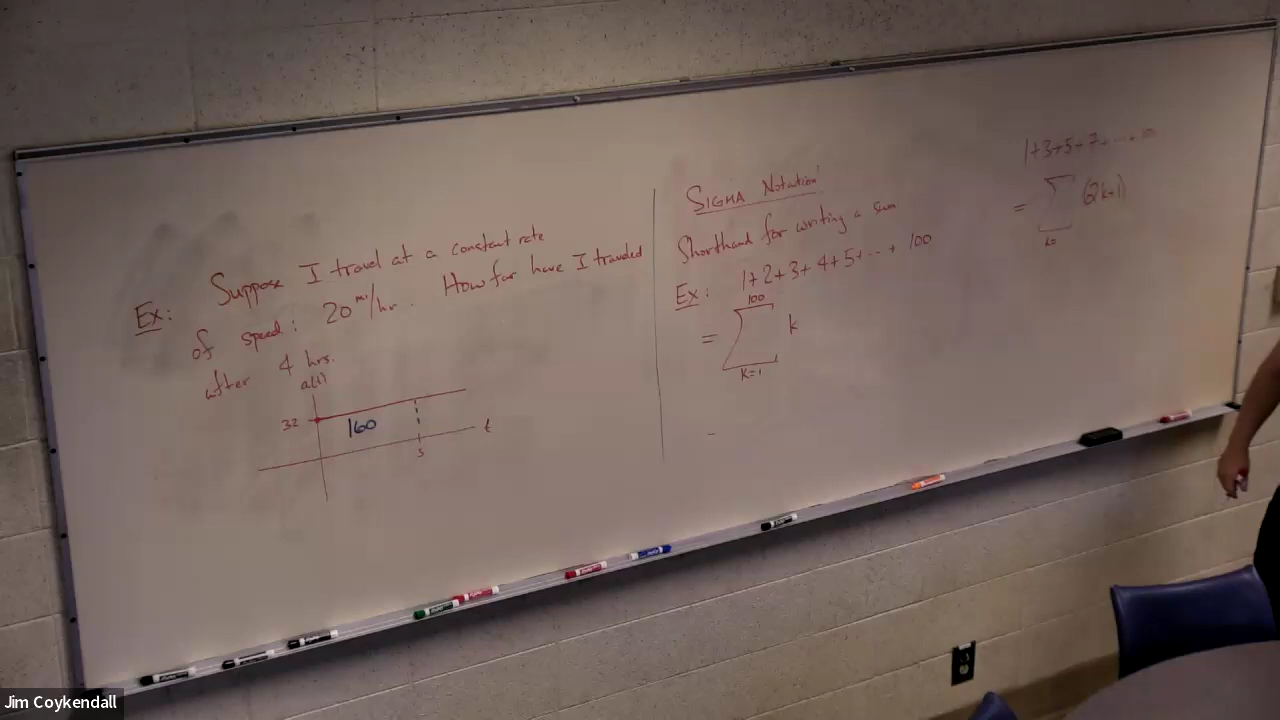 Ex: Suppose I travel at a constant rate
of speed: 20 mi/hr. How far have I traveled
after 4 hrs.
a(t)
32
160
t
5
SIGMA Notation
Shorthand for writing a sum
Ex: 1+2+3+4+5+⋯+100
100
= ∑ k
k=1
1+3+5+7+⋯+
= ∑ (2k+1)
k=
Jim Coykendall